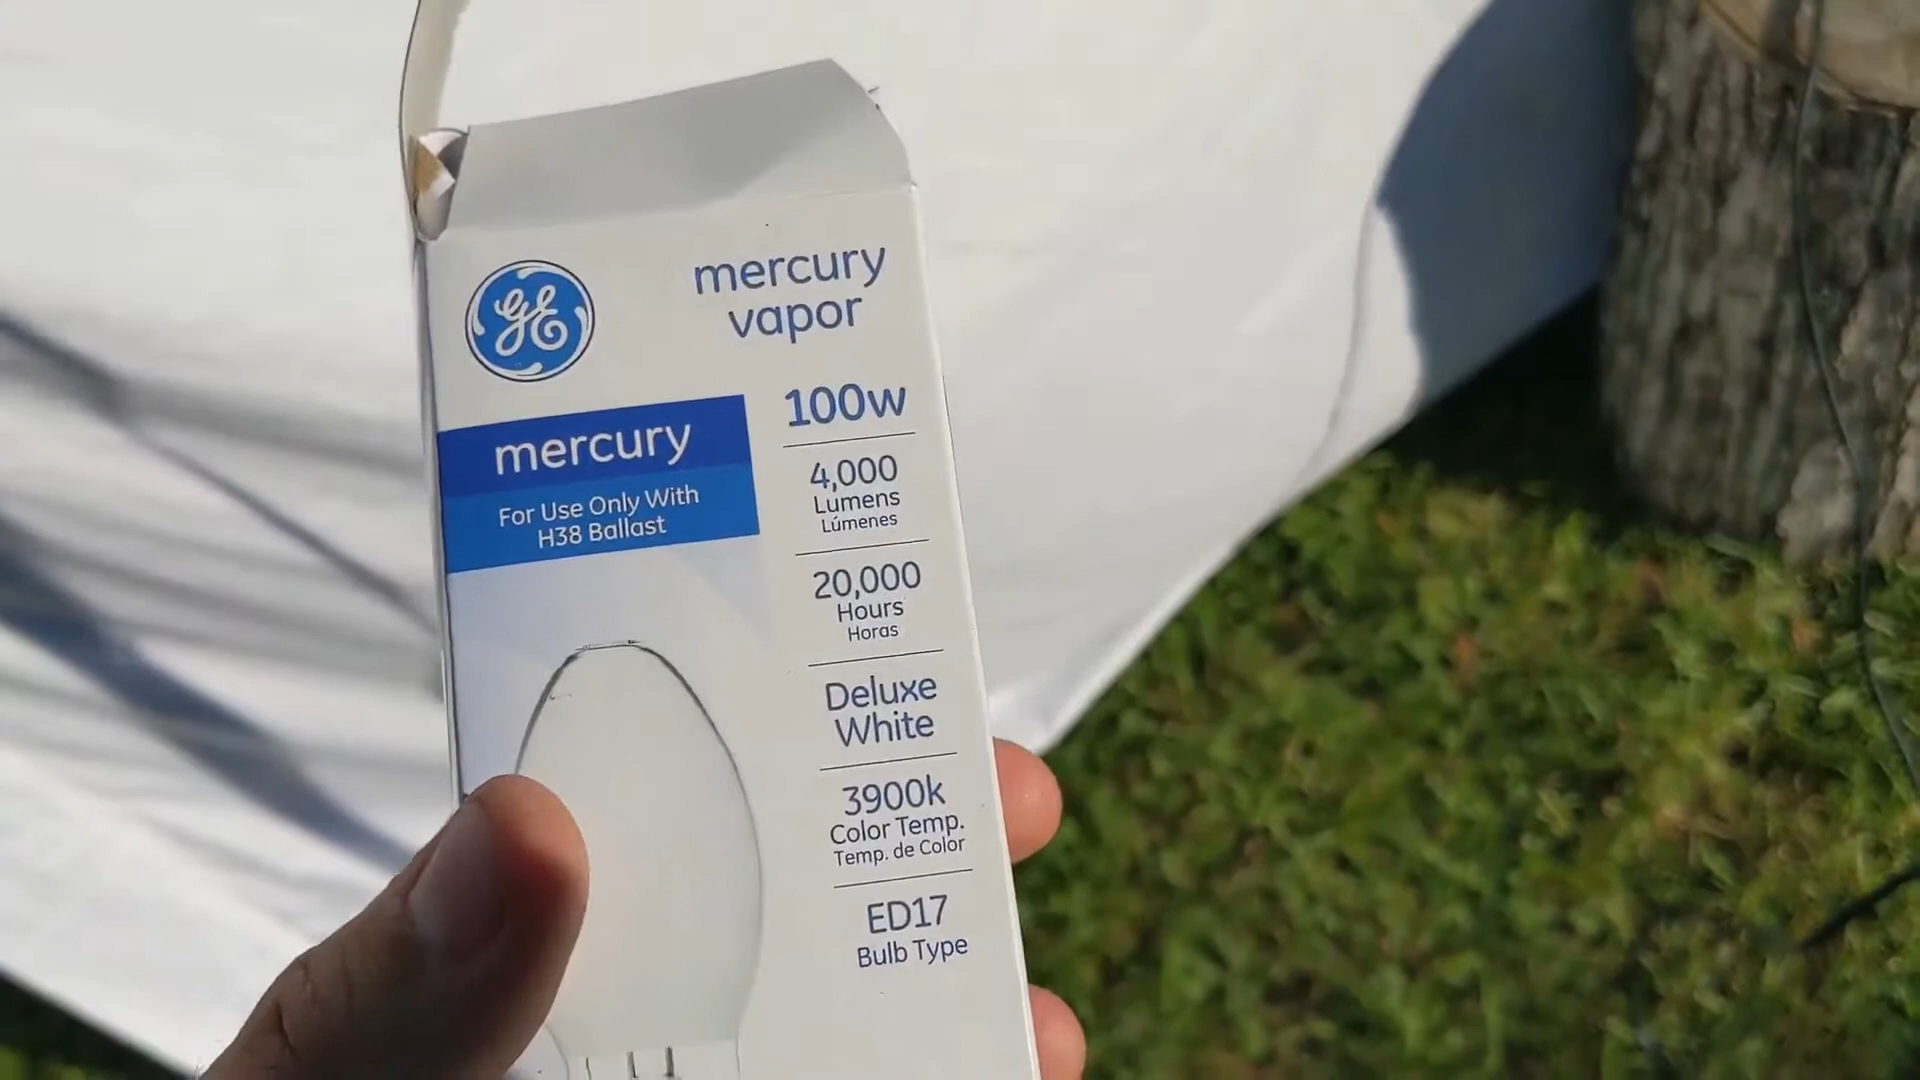 GE
mercury
vapor
mercury
For Use Only With
H38 Ballast
100w
4,000
Lumens
Lúmenes
20,000
Hours
Horas
Deluxe
White
3900k
Color Temp.
Temp. de Color
ED17
Bulb Type